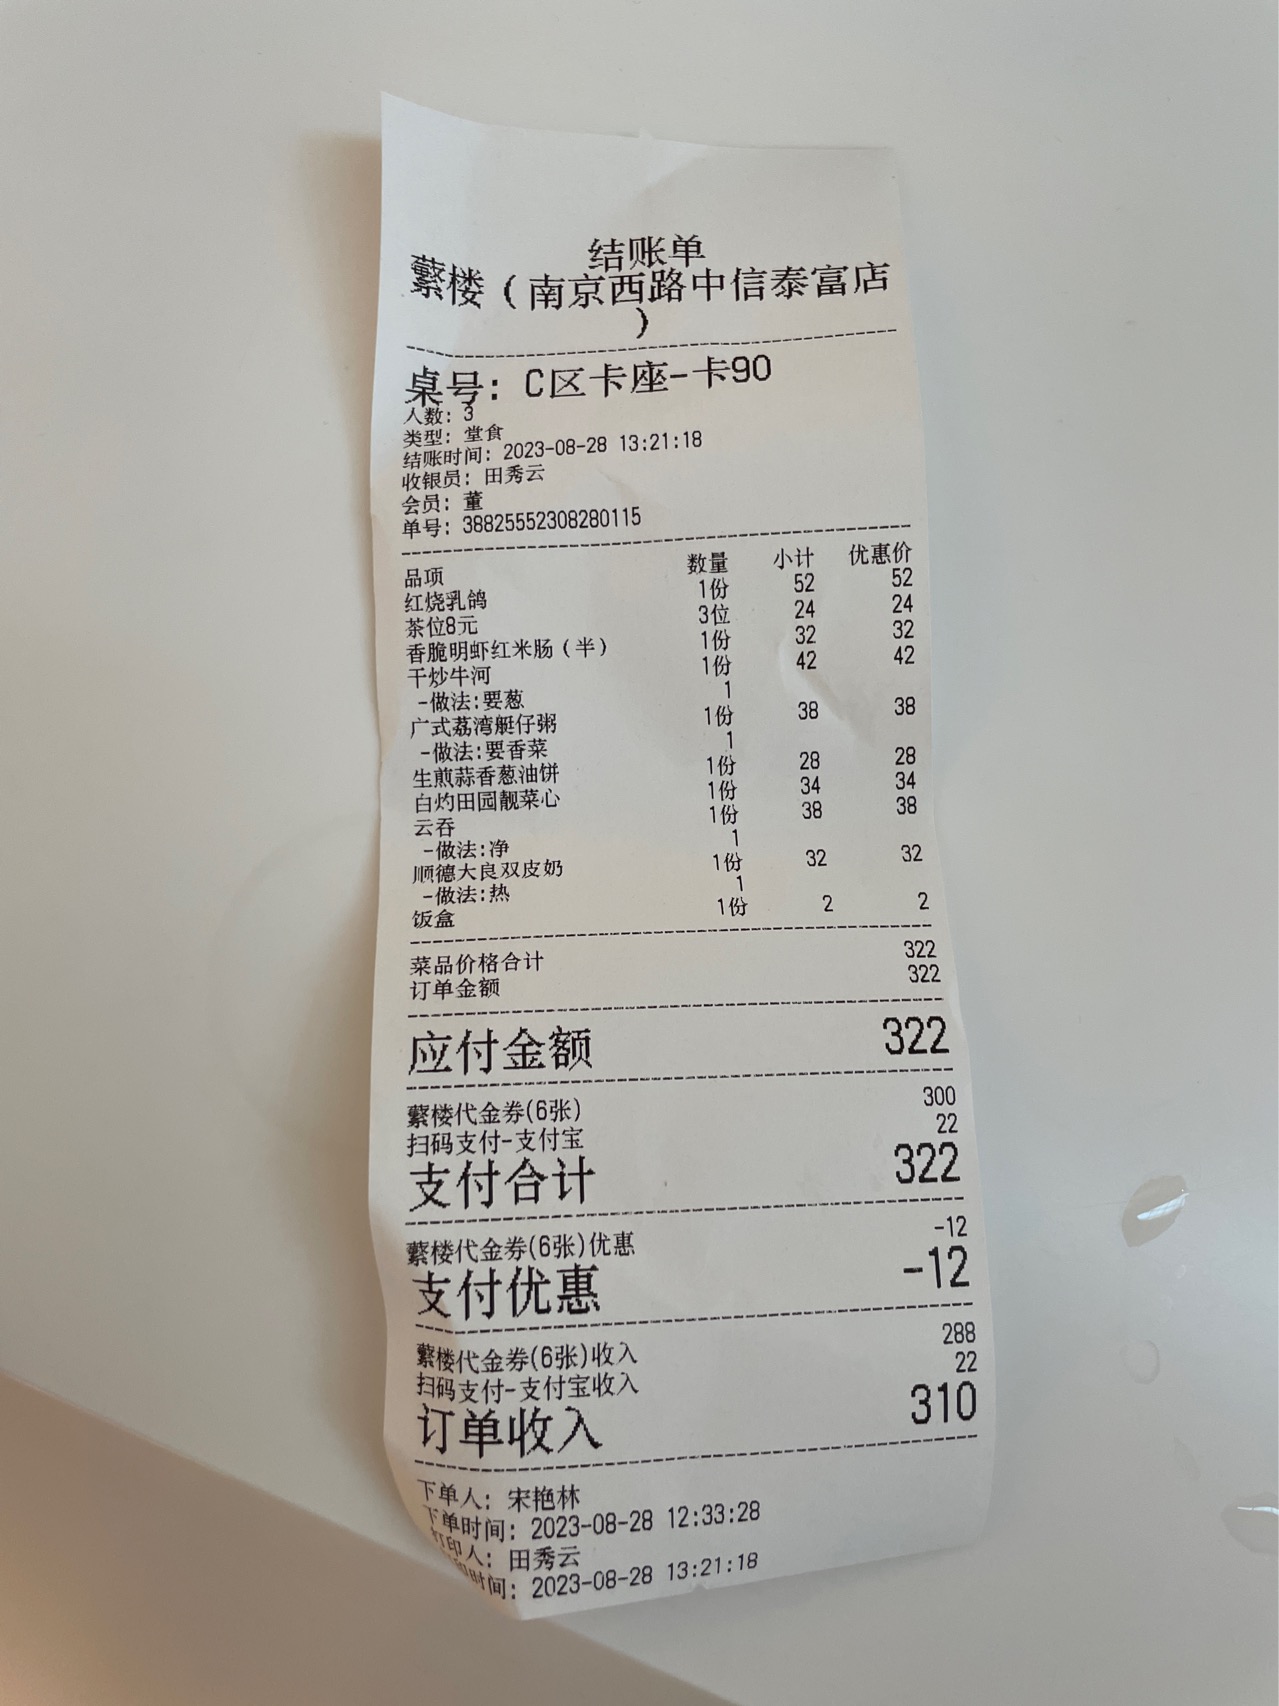 结账单
蘩楼（南京西路中信泰富店
）
桌号：C区卡座-卡90
人数：3
类型：堂食
结账时间：2023-08-28 13:21:18
收银员：田秀云
会员：董
单号：38825552308280115
品项 数量 小计 优惠价
红烧乳鸽 1份 52 52
茶位8元 3位 24 24
香脆明虾红米肠（半） 1份 32 32
干炒牛河 1份 42 42
-做法:要葱 1
广式荔湾艇仔粥 1份 38 38
-做法:要香菜 1
生煎蒜香葱油饼 1份 28 28
白灼田园靓菜心 1份 34 34
云吞 1份 38 38
-做法:净 1
顺德大良双皮奶 1份 32 32
-做法:热 1
饭盒 1份 2 2
菜品价格合计 322
订单金额 322
应付金额 322
蘩楼代金券(6张) 300
扫码支付-支付宝 22
支付合计 322
蘩楼代金券(6张)优惠 -12
支付优惠 -12
蘩楼代金券(6张)收入 288
扫码支付-支付宝收入 22
订单收入 310
下单人：宋艳林
下单时间：2023-08-28 12:33:28
打印人：田秀云
印时间：2023-08-28 13:21:18